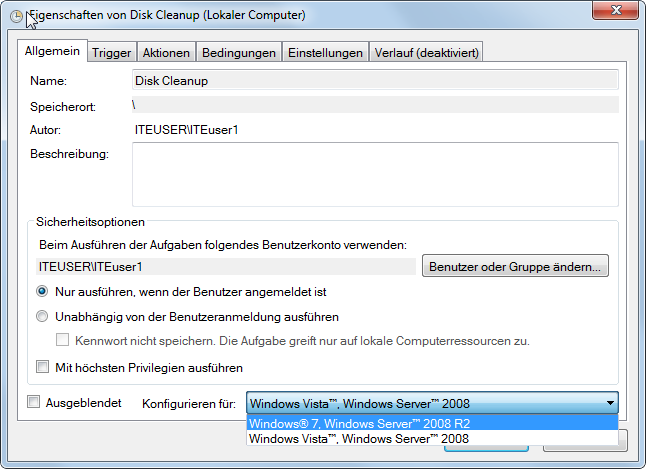 Eigenschaften von Disk Cleanup (Lokaler Computer)
Allgemein Trigger Aktionen Bedingungen Einstellungen Verlauf (deaktiviert)
Name: Disk Cleanup
Speicherort: \
Autor: ITEUSER\ITEuser1
Beschreibung:
Sicherheitsoptionen
Beim Ausführen der Aufgaben folgendes Benutzerkonto verwenden:
ITEUSER\ITEuser1 Benutzer oder Gruppe ändern...
Nur ausführen, wenn der Benutzer angemeldet ist
Unabhängig von der Benutzeranmeldung ausführen
Kennwort nicht speichern. Die Aufgabe greift nur auf lokale Computerressourcen zu.
Mit höchsten Privilegien ausführen
Ausgeblendet Konfigurieren für: Windows Vista™, Windows Server™ 2008
Windows® 7, Windows Server™ 2008 R2
Windows Vista™, Windows Server™ 2008